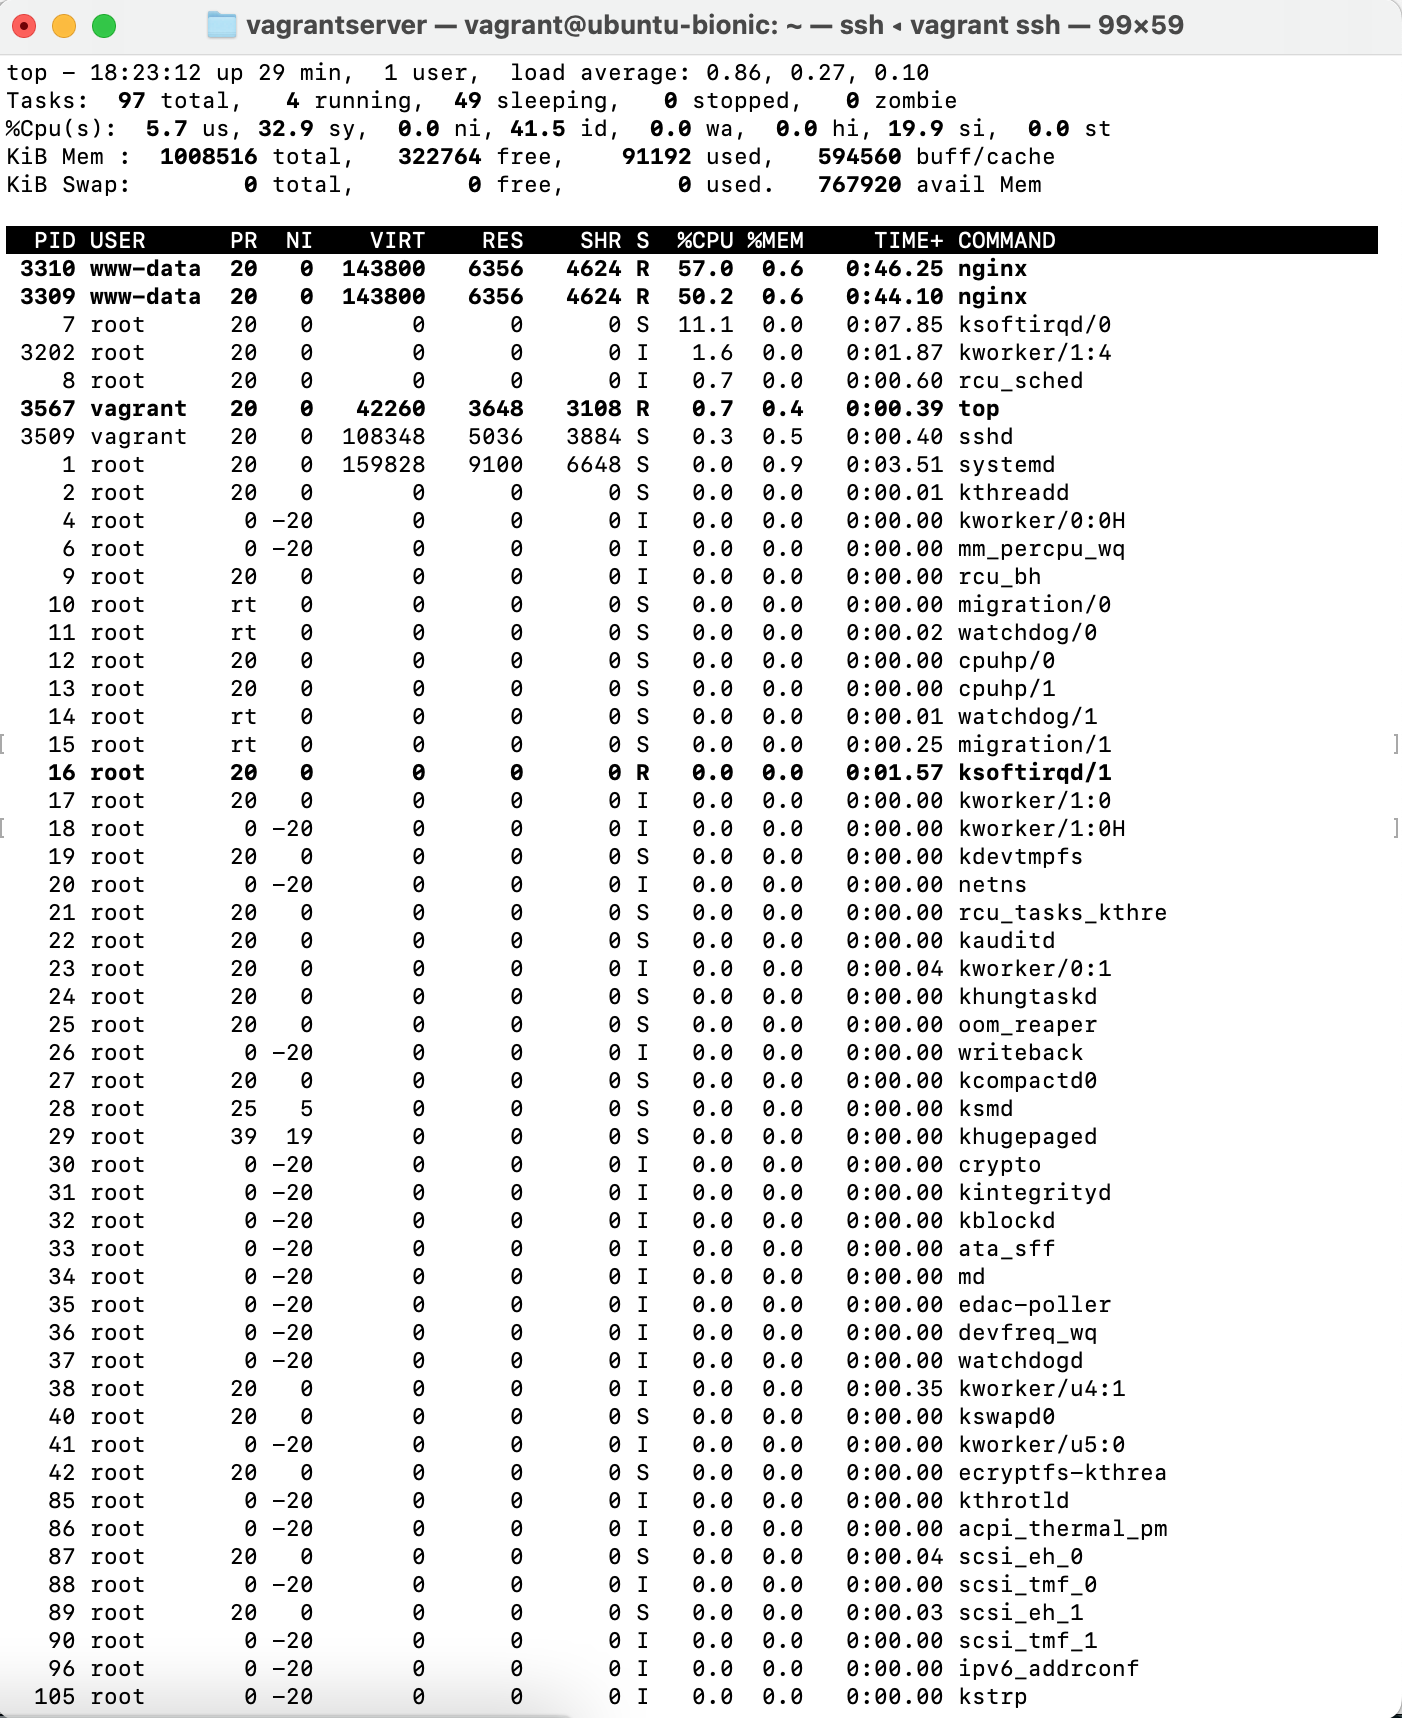 vagrantserver — vagrant@ubuntu-bionic: ~ — ssh ◂ vagrant ssh — 99×59
top - 18:23:12 up 29 min,  1 user,  load average: 0.86, 0.27, 0.10
Tasks:  97 total,   4 running,  49 sleeping,   0 stopped,   0 zombie
%Cpu(s):  5.7 us, 32.9 sy,  0.0 ni, 41.5 id,  0.0 wa,  0.0 hi, 19.9 si,  0.0 st
KiB Mem :  1008516 total,   322764 free,    91192 used,   594560 buff/cache
KiB Swap:        0 total,        0 free,        0 used.   767920 avail Mem
  PID USER      PR  NI    VIRT    RES    SHR S  %CPU %MEM     TIME+ COMMAND
 3310 www-data  20   0  143800   6356   4624 R  57.0  0.6   0:46.25 nginx
 3309 www-data  20   0  143800   6356   4624 R  50.2  0.6   0:44.10 nginx
    7 root      20   0       0      0      0 S  11.1  0.0   0:07.85 ksoftirqd/0
 3202 root      20   0       0      0      0 I   1.6  0.0   0:01.87 kworker/1:4
    8 root      20   0       0      0      0 I   0.7  0.0   0:00.60 rcu_sched
 3567 vagrant   20   0   42260   3648   3108 R   0.7  0.4   0:00.39 top
 3509 vagrant   20   0  108348   5036   3884 S   0.3  0.5   0:00.40 sshd
    1 root      20   0  159828   9100   6648 S   0.0  0.9   0:03.51 systemd
    2 root      20   0       0      0      0 S   0.0  0.0   0:00.01 kthreadd
    4 root       0 -20       0      0      0 I   0.0  0.0   0:00.00 kworker/0:0H
    6 root       0 -20       0      0      0 I   0.0  0.0   0:00.00 mm_percpu_wq
    9 root      20   0       0      0      0 I   0.0  0.0   0:00.00 rcu_bh
   10 root      rt   0       0      0      0 S   0.0  0.0   0:00.00 migration/0
   11 root      rt   0       0      0      0 S   0.0  0.0   0:00.02 watchdog/0
   12 root      20   0       0      0      0 S   0.0  0.0   0:00.00 cpuhp/0
   13 root      20   0       0      0      0 S   0.0  0.0   0:00.00 cpuhp/1
   14 root      rt   0       0      0      0 S   0.0  0.0   0:00.01 watchdog/1
   15 root      rt   0       0      0      0 S   0.0  0.0   0:00.25 migration/1
   16 root      20   0       0      0      0 R   0.0  0.0   0:01.57 ksoftirqd/1
   17 root      20   0       0      0      0 I   0.0  0.0   0:00.00 kworker/1:0
   18 root       0 -20       0      0      0 I   0.0  0.0   0:00.00 kworker/1:0H
   19 root      20   0       0      0      0 S   0.0  0.0   0:00.00 kdevtmpfs
   20 root       0 -20       0      0      0 I   0.0  0.0   0:00.00 netns
   21 root      20   0       0      0      0 S   0.0  0.0   0:00.00 rcu_tasks_kthre
   22 root      20   0       0      0      0 S   0.0  0.0   0:00.00 kauditd
   23 root      20   0       0      0      0 I   0.0  0.0   0:00.04 kworker/0:1
   24 root      20   0       0      0      0 S   0.0  0.0   0:00.00 khungtaskd
   25 root      20   0       0      0      0 S   0.0  0.0   0:00.00 oom_reaper
   26 root       0 -20       0      0      0 I   0.0  0.0   0:00.00 writeback
   27 root      20   0       0      0      0 S   0.0  0.0   0:00.00 kcompactd0
   28 root      25   5       0      0      0 S   0.0  0.0   0:00.00 ksmd
   29 root      39  19       0      0      0 S   0.0  0.0   0:00.00 khugepaged
   30 root       0 -20       0      0      0 I   0.0  0.0   0:00.00 crypto
   31 root       0 -20       0      0      0 I   0.0  0.0   0:00.00 kintegrityd
   32 root       0 -20       0      0      0 I   0.0  0.0   0:00.00 kblockd
   33 root       0 -20       0      0      0 I   0.0  0.0   0:00.00 ata_sff
   34 root       0 -20       0      0      0 I   0.0  0.0   0:00.00 md
   35 root       0 -20       0      0      0 I   0.0  0.0   0:00.00 edac-poller
   36 root       0 -20       0      0      0 I   0.0  0.0   0:00.00 devfreq_wq
   37 root       0 -20       0      0      0 I   0.0  0.0   0:00.00 watchdogd
   38 root      20   0       0      0      0 I   0.0  0.0   0:00.35 kworker/u4:1
   40 root      20   0       0      0      0 S   0.0  0.0   0:00.00 kswapd0
   41 root       0 -20       0      0      0 I   0.0  0.0   0:00.00 kworker/u5:0
   42 root      20   0       0      0      0 S   0.0  0.0   0:00.00 ecryptfs-kthrea
   85 root       0 -20       0      0      0 I   0.0  0.0   0:00.00 kthrotld
   86 root       0 -20       0      0      0 I   0.0  0.0   0:00.00 acpi_thermal_pm
   87 root      20   0       0      0      0 S   0.0  0.0   0:00.04 scsi_eh_0
   88 root       0 -20       0      0      0 I   0.0  0.0   0:00.00 scsi_tmf_0
   89 root      20   0       0      0      0 S   0.0  0.0   0:00.03 scsi_eh_1
   90 root       0 -20       0      0      0 I   0.0  0.0   0:00.00 scsi_tmf_1
   96 root       0 -20       0      0      0 I   0.0  0.0   0:00.00 ipv6_addrconf
  105 root       0 -20       0      0      0 I   0.0  0.0   0:00.00 kstrp